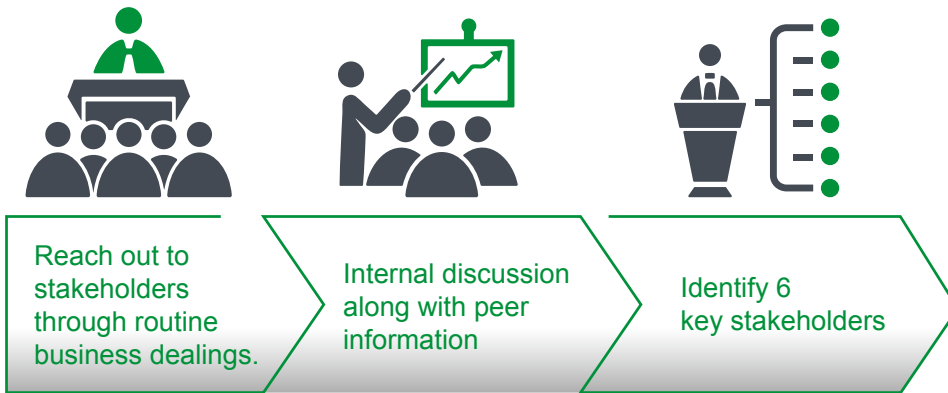 Reach out to
stakeholders
through routine
business dealings.
Internal discussion
along with peer
information
Identify 6
key stakeholders